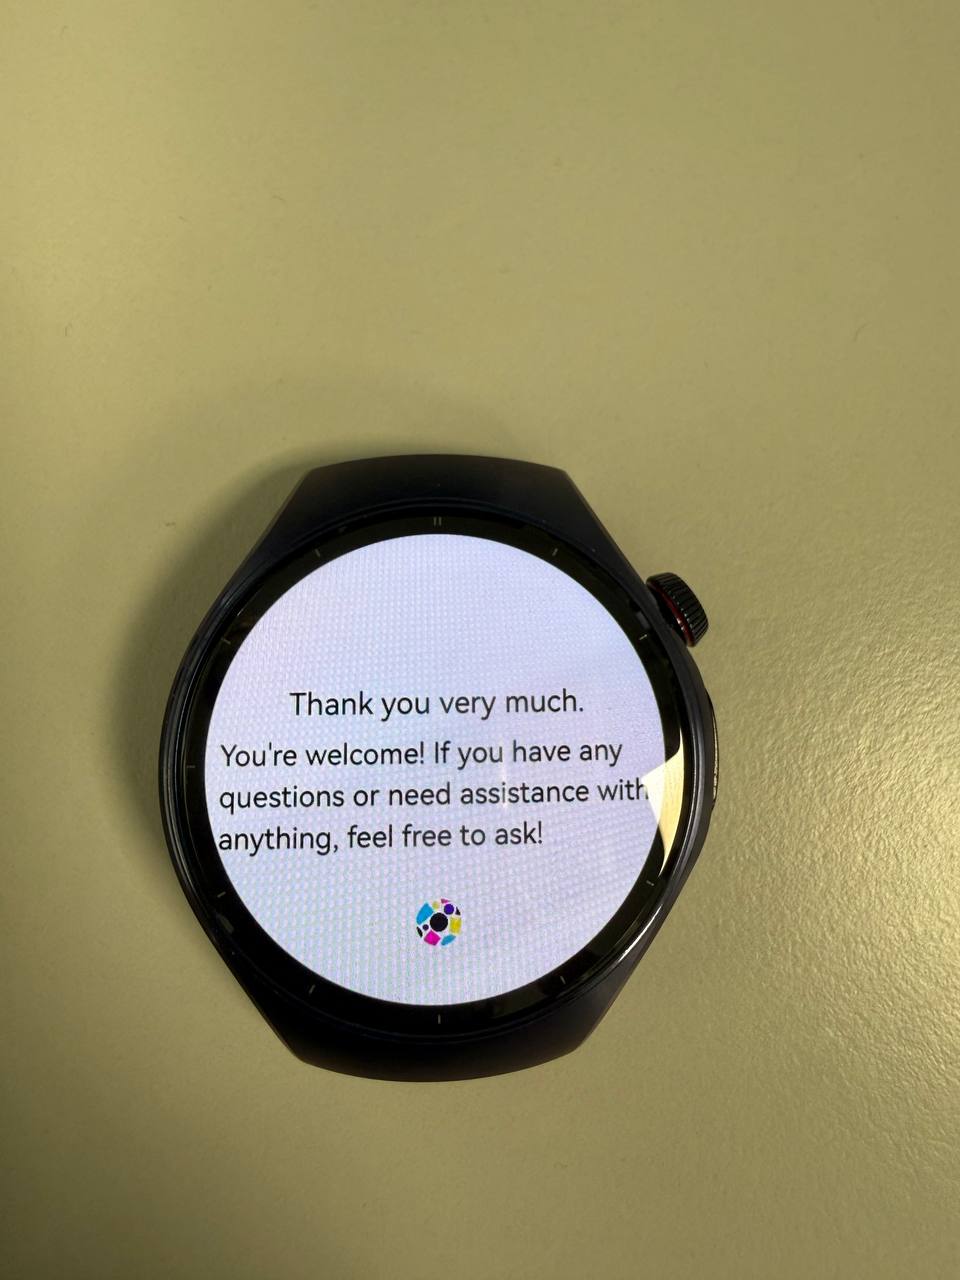 Thank you very much.
You're welcome! If you have any
questions or need assistance with
anything, feel free to ask!